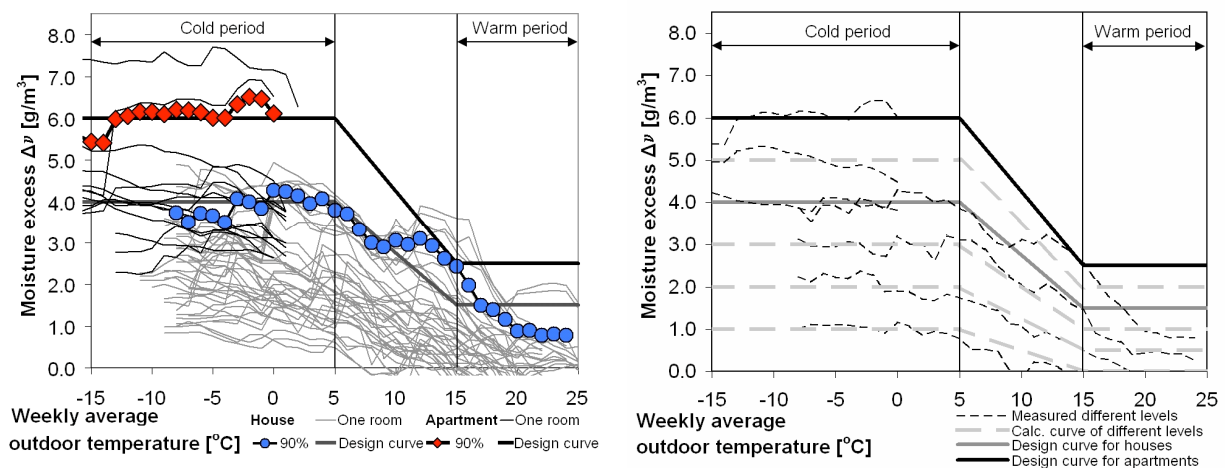 8.0
7.0
6.0
5.0
4.0
3.0
2.0
1.0
0.0
Moisture excess Δν [g/m³]
Cold period
Warm period
-15
-10
-5
0
5
10
15
20
25
Weekly average
outdoor temperature [°C]
House
One room
Apartment
One room
90%
Design curve
90%
Design curve
8.0
7.0
6.0
5.0
4.0
3.0
2.0
1.0
0.0
Moisture excess Δν [g/m³]
Cold period
Warm period
-15
-10
-5
0
5
10
15
20
25
Weekly average
outdoor temperature [°C]
Measured different levels
Calc. curve of different levels
Design curve for houses
Design curve for apartments